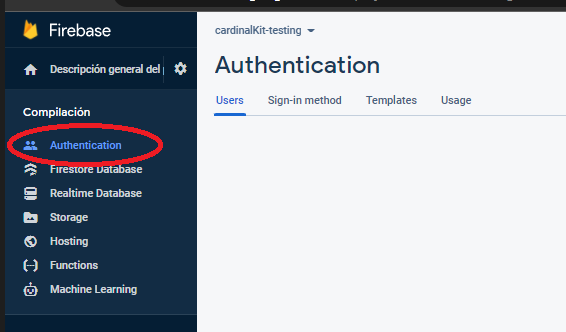 Firebase
cardinalKit-testing
Descripción general del
Authentication
Users Sign-in method Templates Usage
Compilación
Authentication
Firestore Database
Realtime Database
Storage
Hosting
Functions
Machine Learning